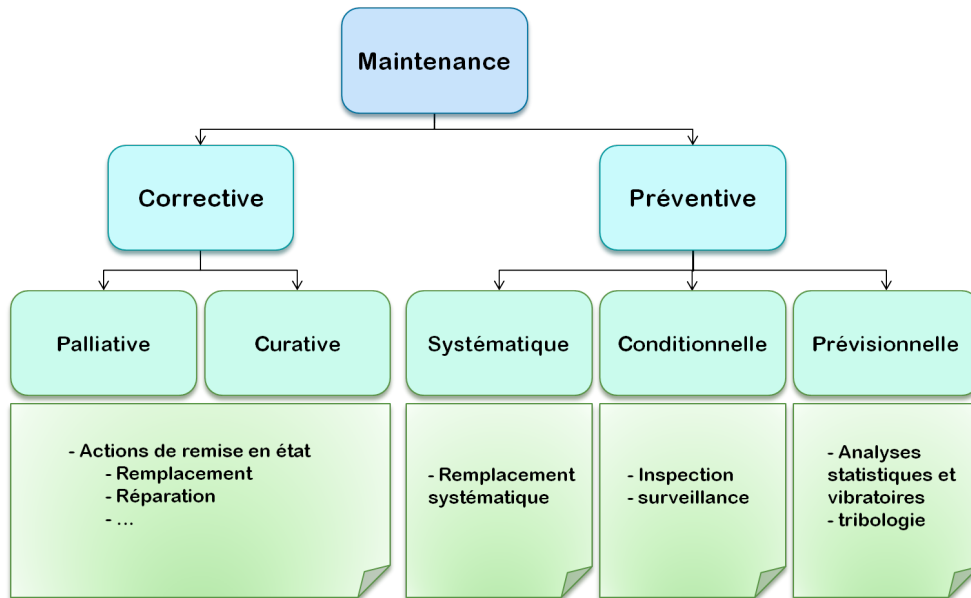 Maintenance
Corrective
Préventive
Palliative
Curative
Systématique
Conditionnelle
Prévisionnelle
- Actions de remise en état
- Remplacement
- Réparation
- ...
- Remplacement
systématique
- Inspection
- surveillance
- Analyses
statistiques et
vibratoires
- tribologie